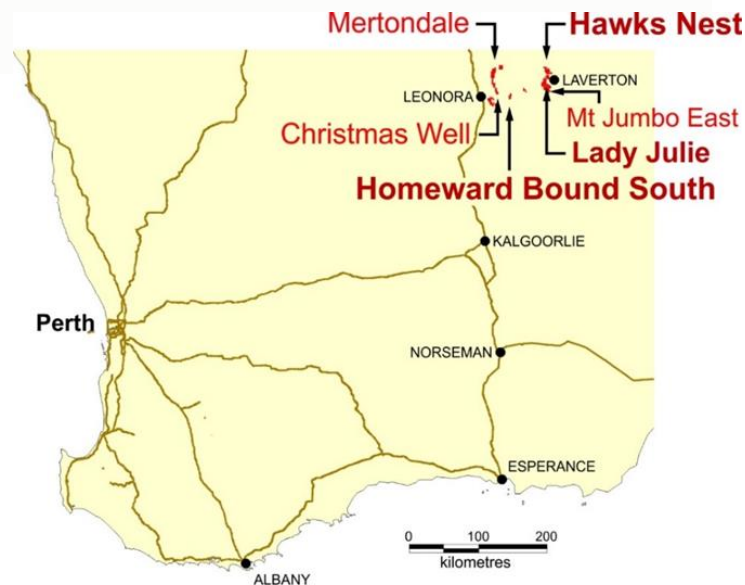 Mertondale
Hawks Nest
LAVERTON
LEONORA
Mt Jumbo East
Christmas Well
Lady Julie
Homeward Bound South
KALGOORLIE
Perth
NORSEMAN
ESPERANCE
0 100 200
kilometres
ALBANY